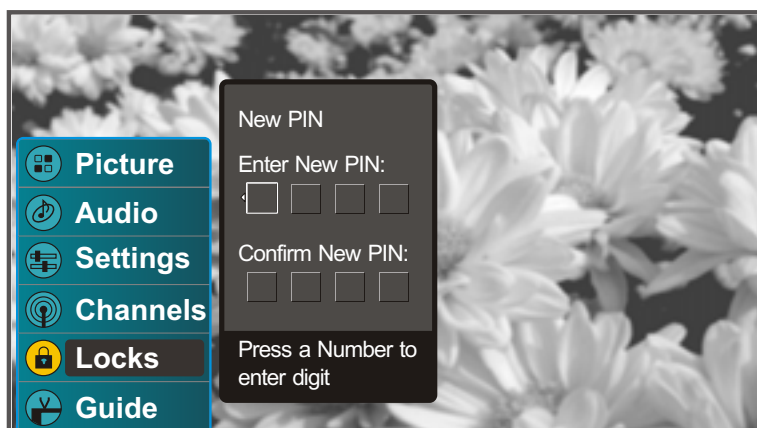 Picture
Audio
Settings
Channels
Locks
Guide
New PIN
Enter New PIN:
Confirm New PIN:
Press a Number to
enter digit